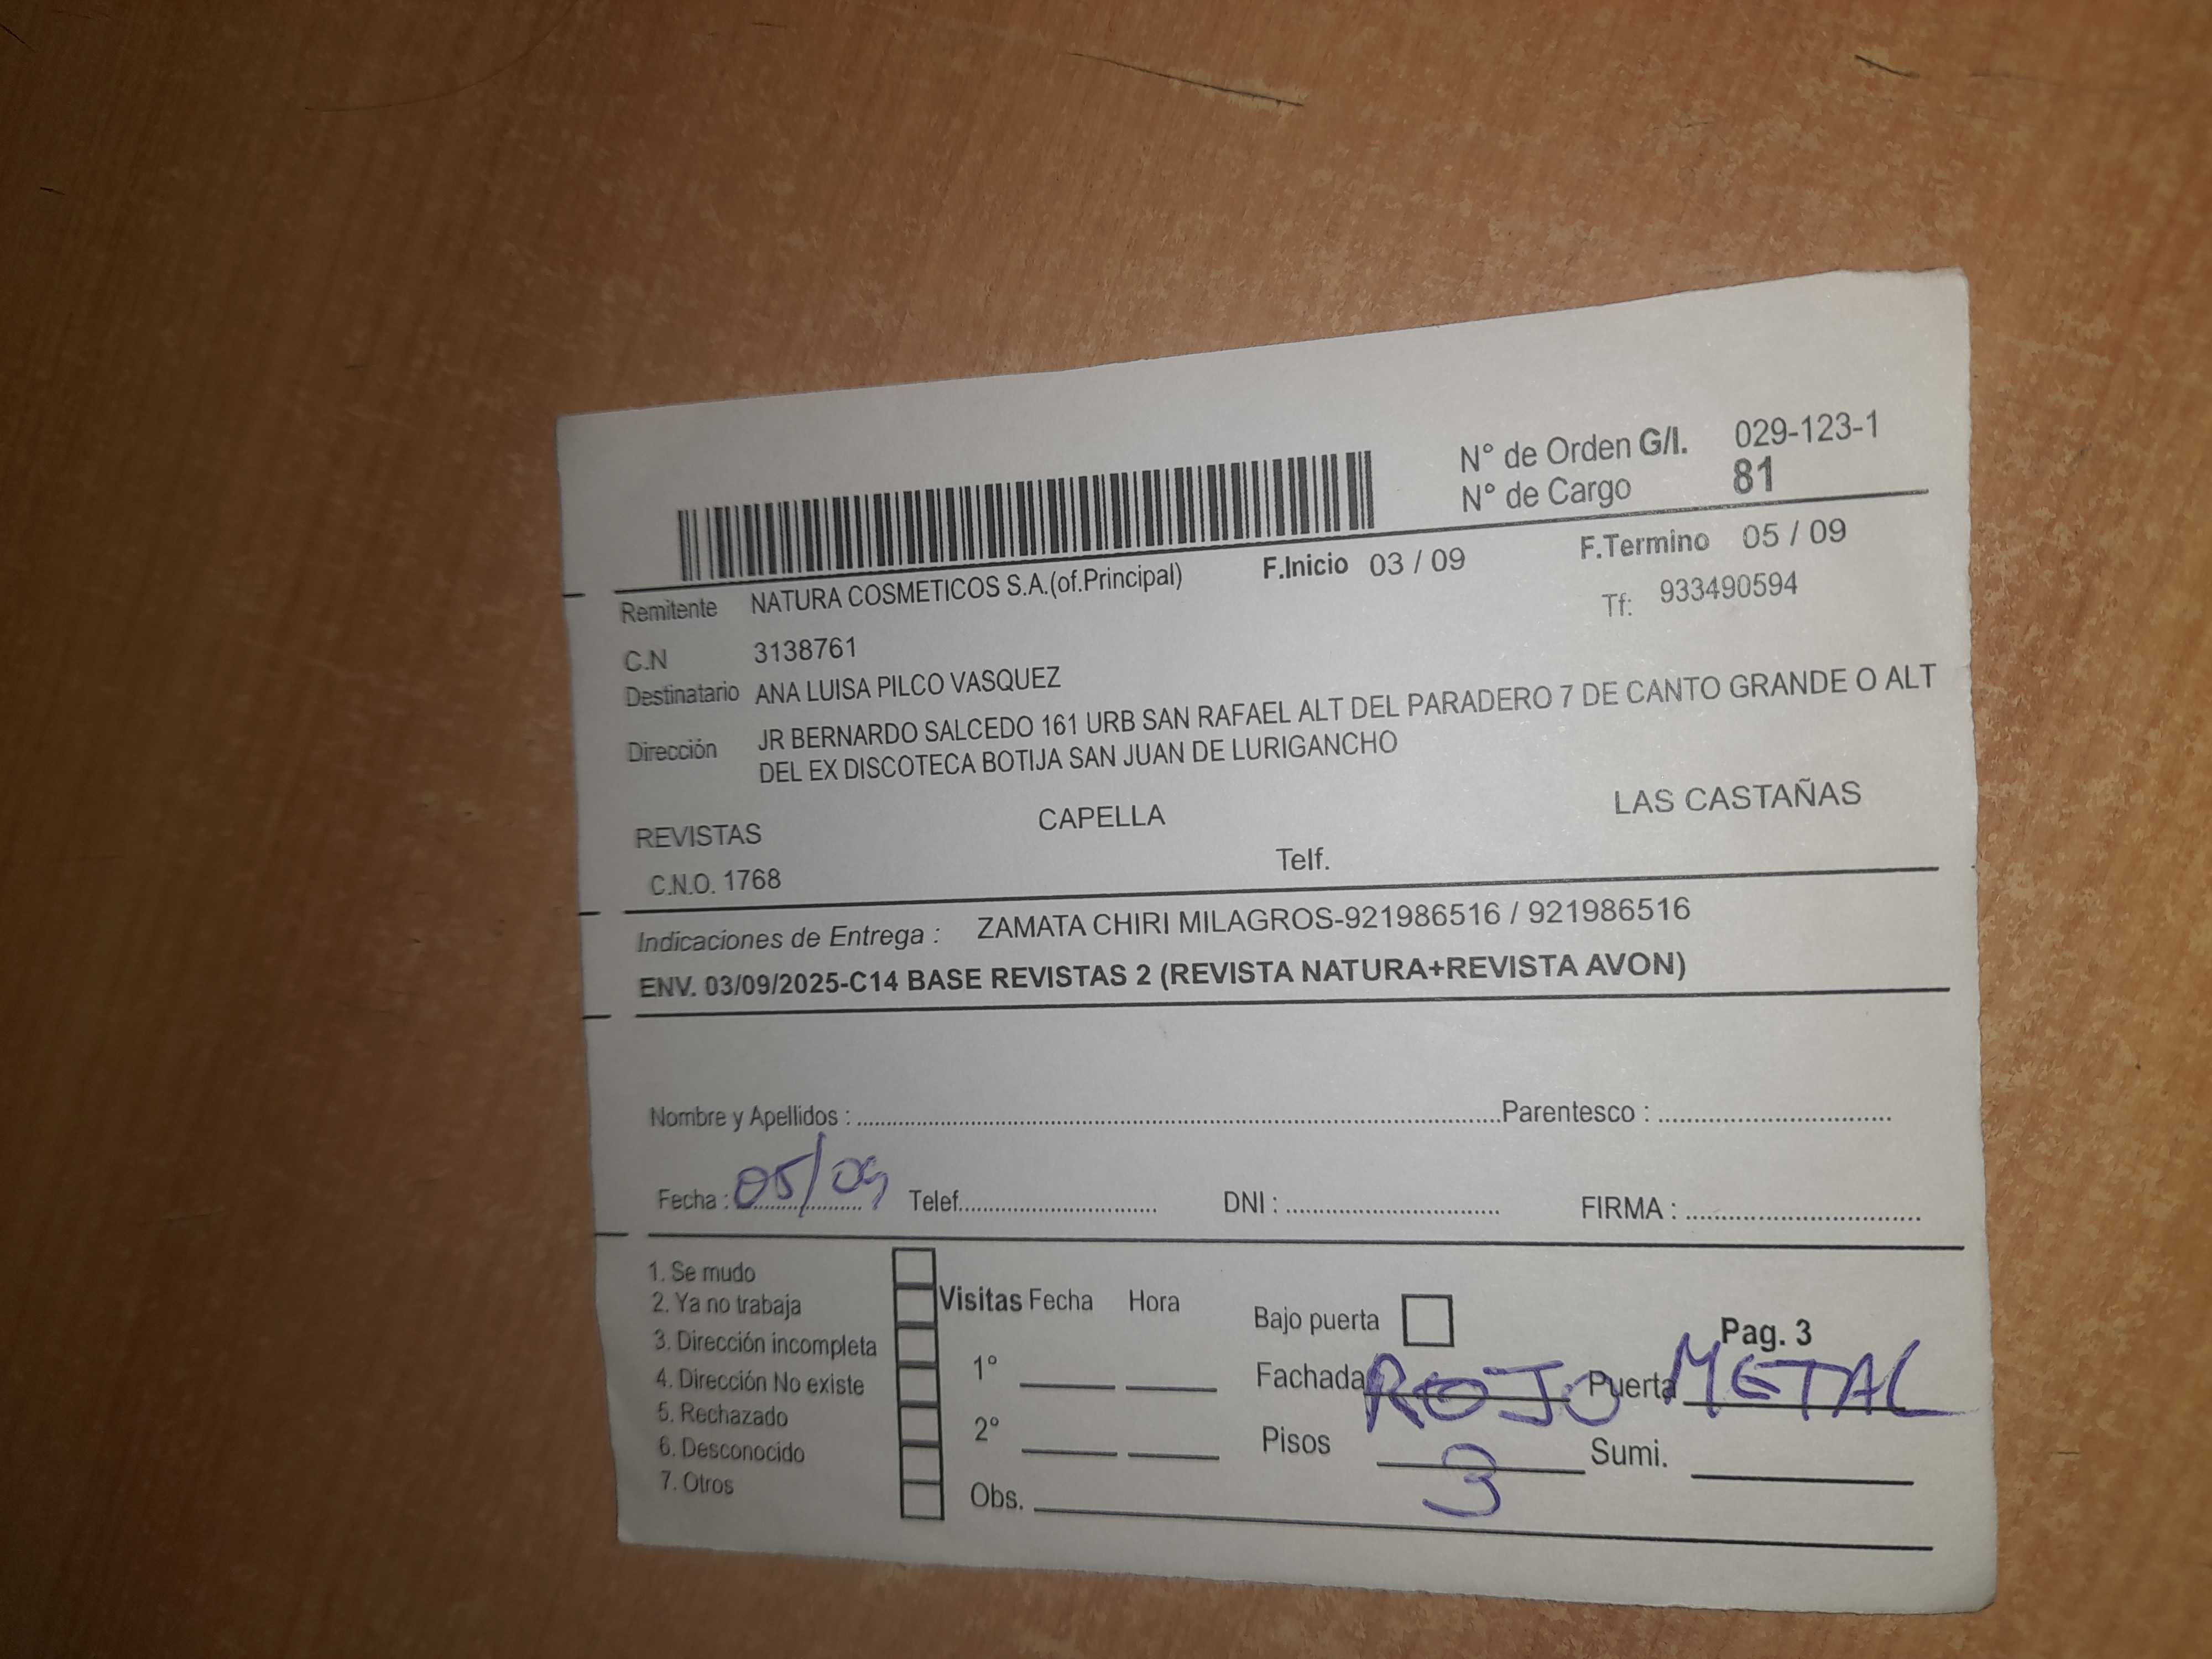 N° de Orden G/I. 029-123-1
N° de Cargo 81
F.Inicio 03 / 09 F.Termino 05 / 09
Remitente NATURA COSMETICOS S.A.(of.Principal) Tf: 933490594
C.N 3138761
Destinatario ANA LUISA PILCO VASQUEZ
Dirección JR BERNARDO SALCEDO 161 URB SAN RAFAEL ALT DEL PARADERO 7 DE CANTO GRANDE O ALT
DEL EX DISCOTECA BOTIJA SAN JUAN DE LURIGANCHO
REVISTAS CAPELLA LAS CASTAÑAS
C.N.O. 1768 Telf.
Indicaciones de Entrega : ZAMATA CHIRI MILAGROS-921986516 / 921986516
ENV. 03/09/2025-C14 BASE REVISTAS 2 (REVISTA NATURA+REVISTA AVON)
Nombre y Apellidos : Parentesco :
Fecha : 05/09 Telef. DNI : FIRMA :
1. Se mudo
2. Ya no trabaja Visitas Fecha Hora Bajo puerta Pag. 3
3. Dirección incompleta
4. Dirección No existe 1° Fachada ROJO Puerta METAL
5. Rechazado
6. Desconocido 2° Pisos 3 Sumi.
7. Otros Obs.